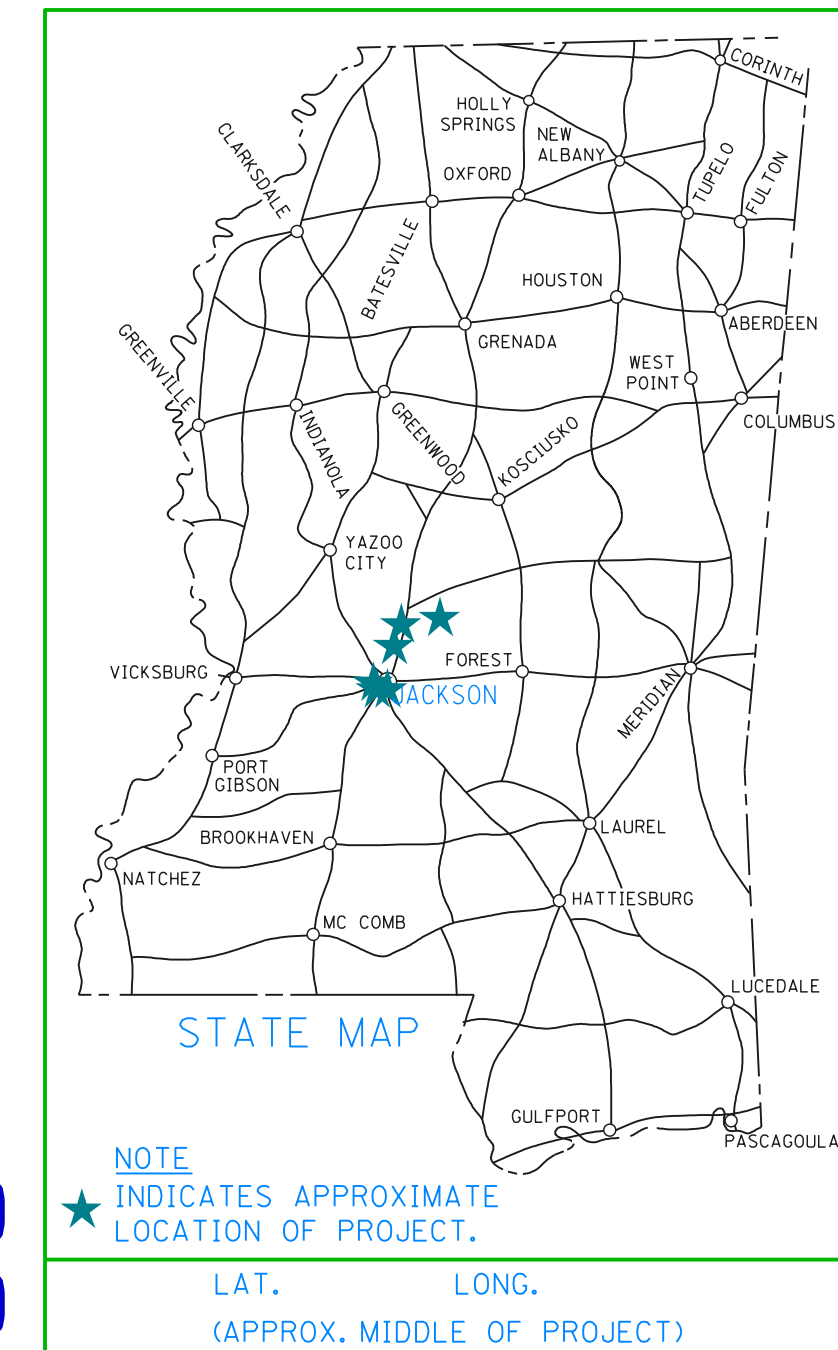 CORINTH
HOLLY
SPRINGS
NEW
ALBANY
CLARKSDALE
OXFORD
TUPELO
FULTON
BATESVILLE
HOUSTON
ABERDEEN
GREENVILLE
GRENADA
WEST
POINT
INDIANOLA
GREENWOOD
KOSCIUSKO
COLUMBUS
YAZOO
CITY
VICKSBURG
FOREST
JACKSON
MERIDIAN
PORT
GIBSON
BROOKHAVEN
LAUREL
NATCHEZ
HATTIESBURG
MC COMB
LUCEDALE
STATE MAP
GULFPORT
PASCAGOULA
NOTE
INDICATES APPROXIMATE
LOCATION OF PROJECT.
LAT. LONG.
(APPROX. MIDDLE OF PROJECT)